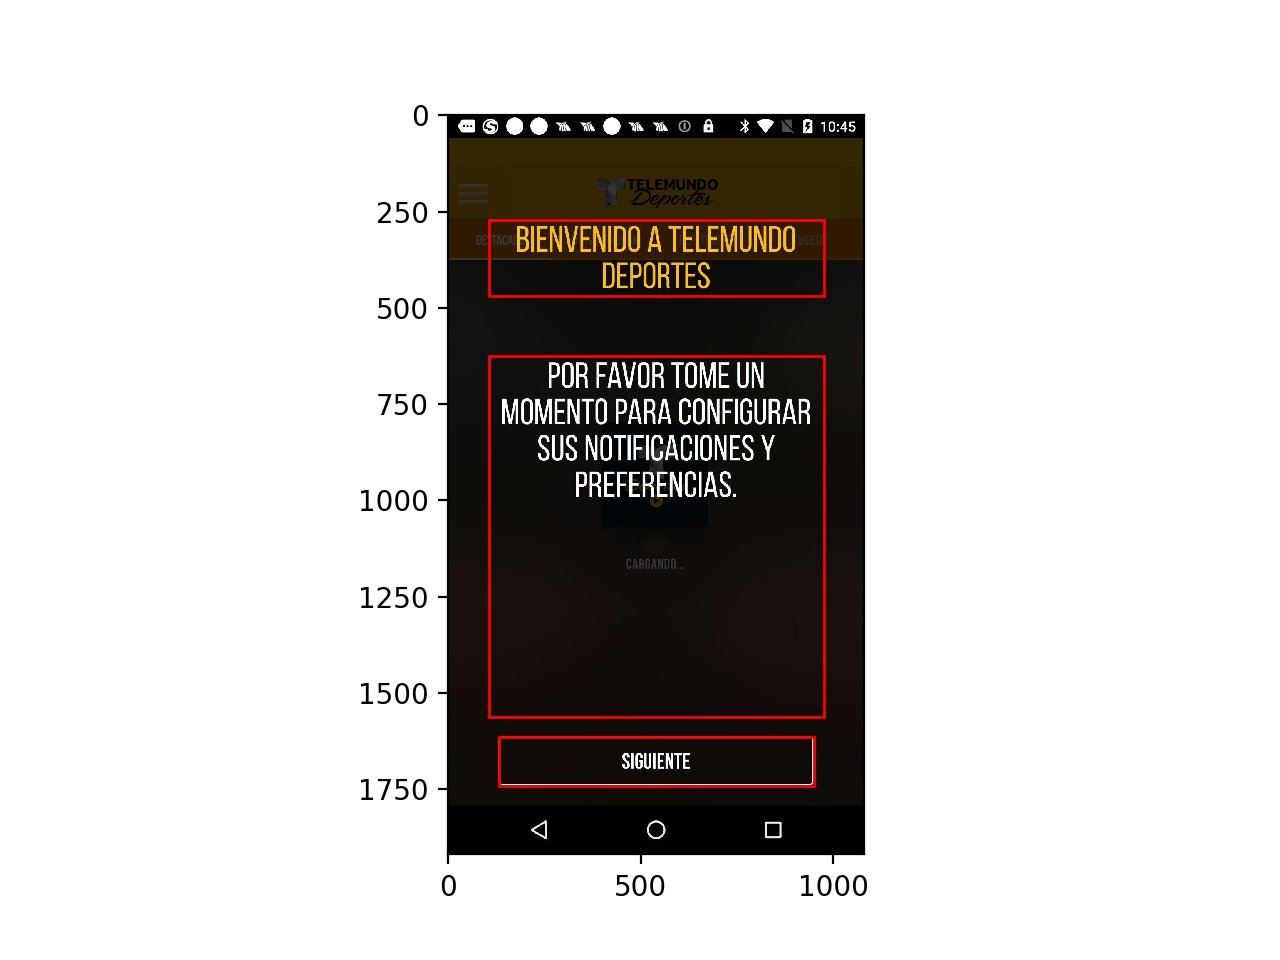 0
250
500
750
1000
1250
1500
1750
0
500
1000
10:45
TELEMUNDO
Deportes
BIENVENIDO A TELEMUNDO
DEPORTES
POR FAVOR TOME UN
MOMENTO PARA CONFIGURAR
SUS NOTIFICACIONES Y
PREFERENCIAS.
CARGANDO...
SIGUIENTE